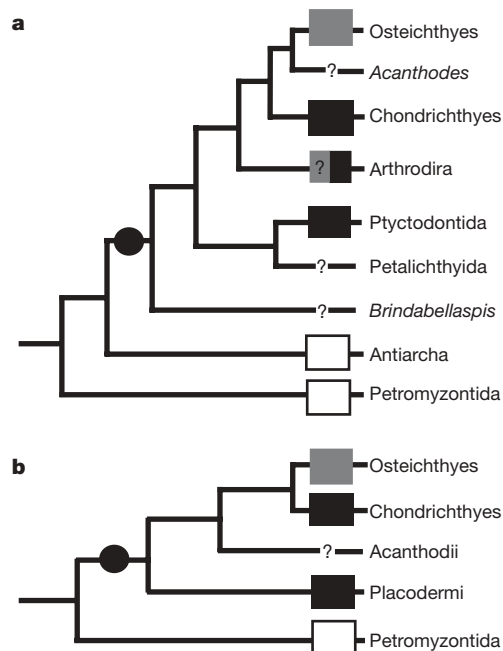 a
Osteichthyes
? Acanthodes
Chondrichthyes
? Arthrodira
Ptyctodontida
? Petalichthyida
? Brindabellaspis
Antiarcha
Petromyzontida
b
Osteichthyes
Chondrichthyes
? Acanthodii
Placodermi
Petromyzontida